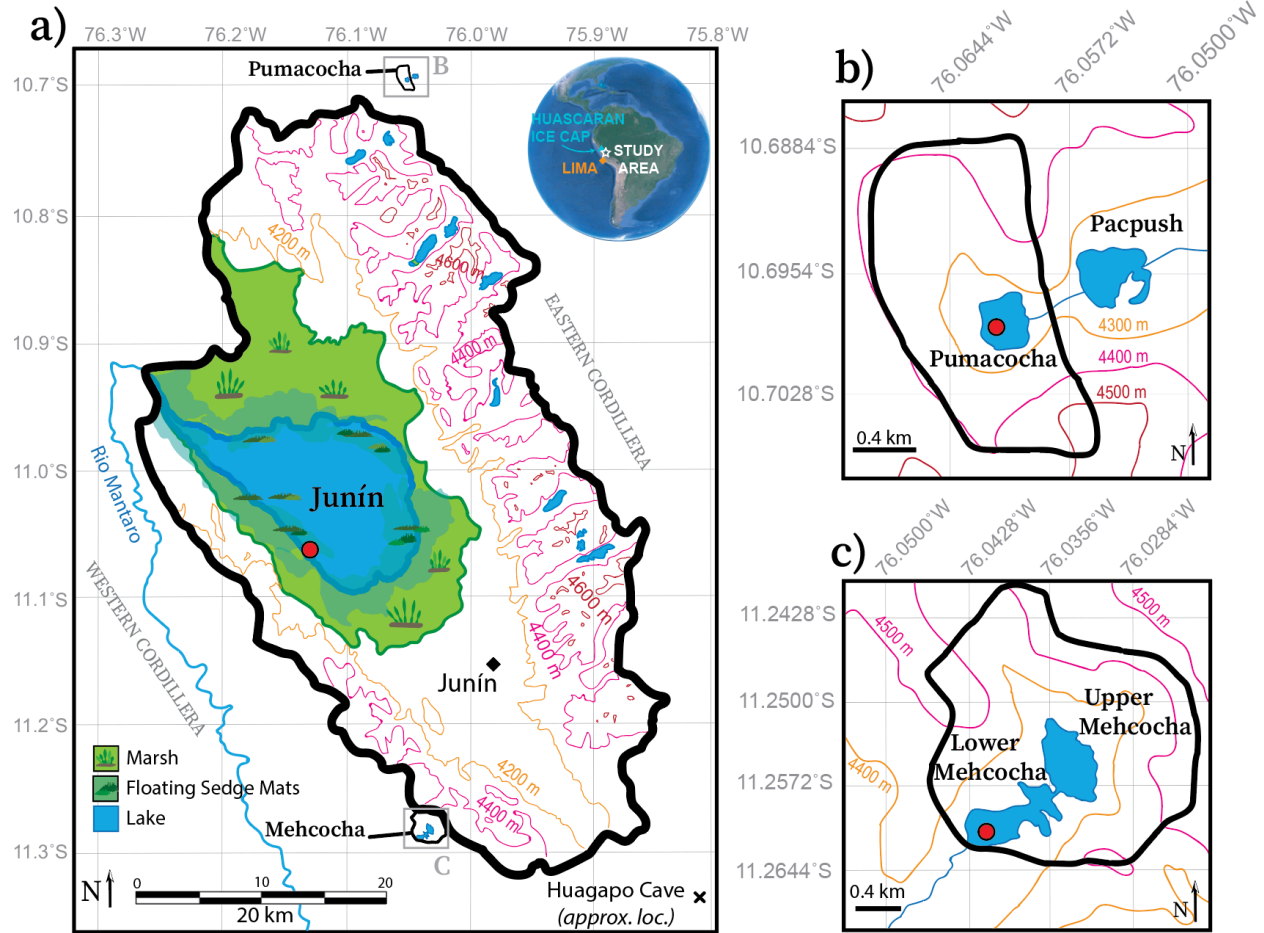 a)
76.3°W
76.2°W
76.1°W
76.0°W
75.9°W
75.8°W
10.7°S
10.8°S
10.9°S
11.0°S
11.1°S
11.2°S
11.3°S
Pumacocha
B
HUASCARAN
ICE CAP
STUDY
AREA
LIMA
4200 m
4600 m
4400 m
EASTERN CORDILLERA
Rio Mantaro
Junín
WESTERN CORDILLERA
4600 m
4400 m
Junín
Marsh
Floating Sedge Mats
Lake
4200 m
4400 m
Mehcocha
C
N
0
10
20
20 km
Huagapo Cave
(approx. loc.)
b)
76.0644°W
76.0572°W
76.0500°W
10.6884°S
10.6954°S
10.7028°S
Pacpush
Pumacocha
4300 m
4400 m
4500 m
0.4 km
N
c)
76.0500°W
76.0428°W
76.0356°W
76.0284°W
11.2428°S
11.2500°S
11.2572°S
11.2644°S
4500 m
4500 m
4400 m
Upper
Mehcocha
Lower
Mehcocha
0.4 km
N